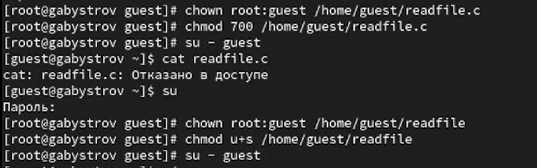 [root@gabystrov guest]# chown root:guest /home/guest/readfile.c
[root@gabystrov guest]# chmod 700 /home/guest/readfile.c
[root@gabystrov guest]# su - guest
[guest@gabystrov ~]$ cat readfile.c
cat: readfile.c: Отказано в доступе
[guest@gabystrov ~]$ su
Пароль:
[root@gabystrov guest]# chown root:guest /home/guest/readfile
[root@gabystrov guest]# chmod u+s /home/guest/readfile
[root@gabystrov guest]# su - guest